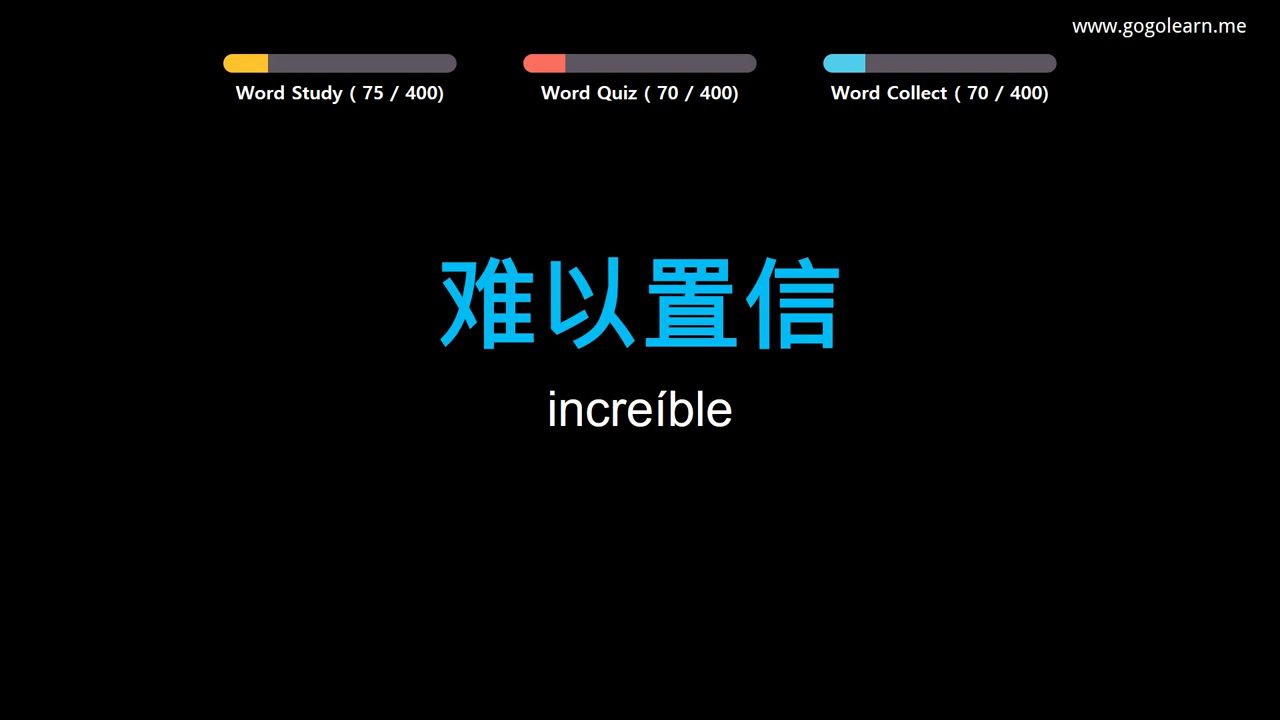 www.gogolearn.me
Word Study ( 75 / 400)
Word Quiz ( 70 / 400)
Word Collect ( 70 / 400)
难以置信
increíble